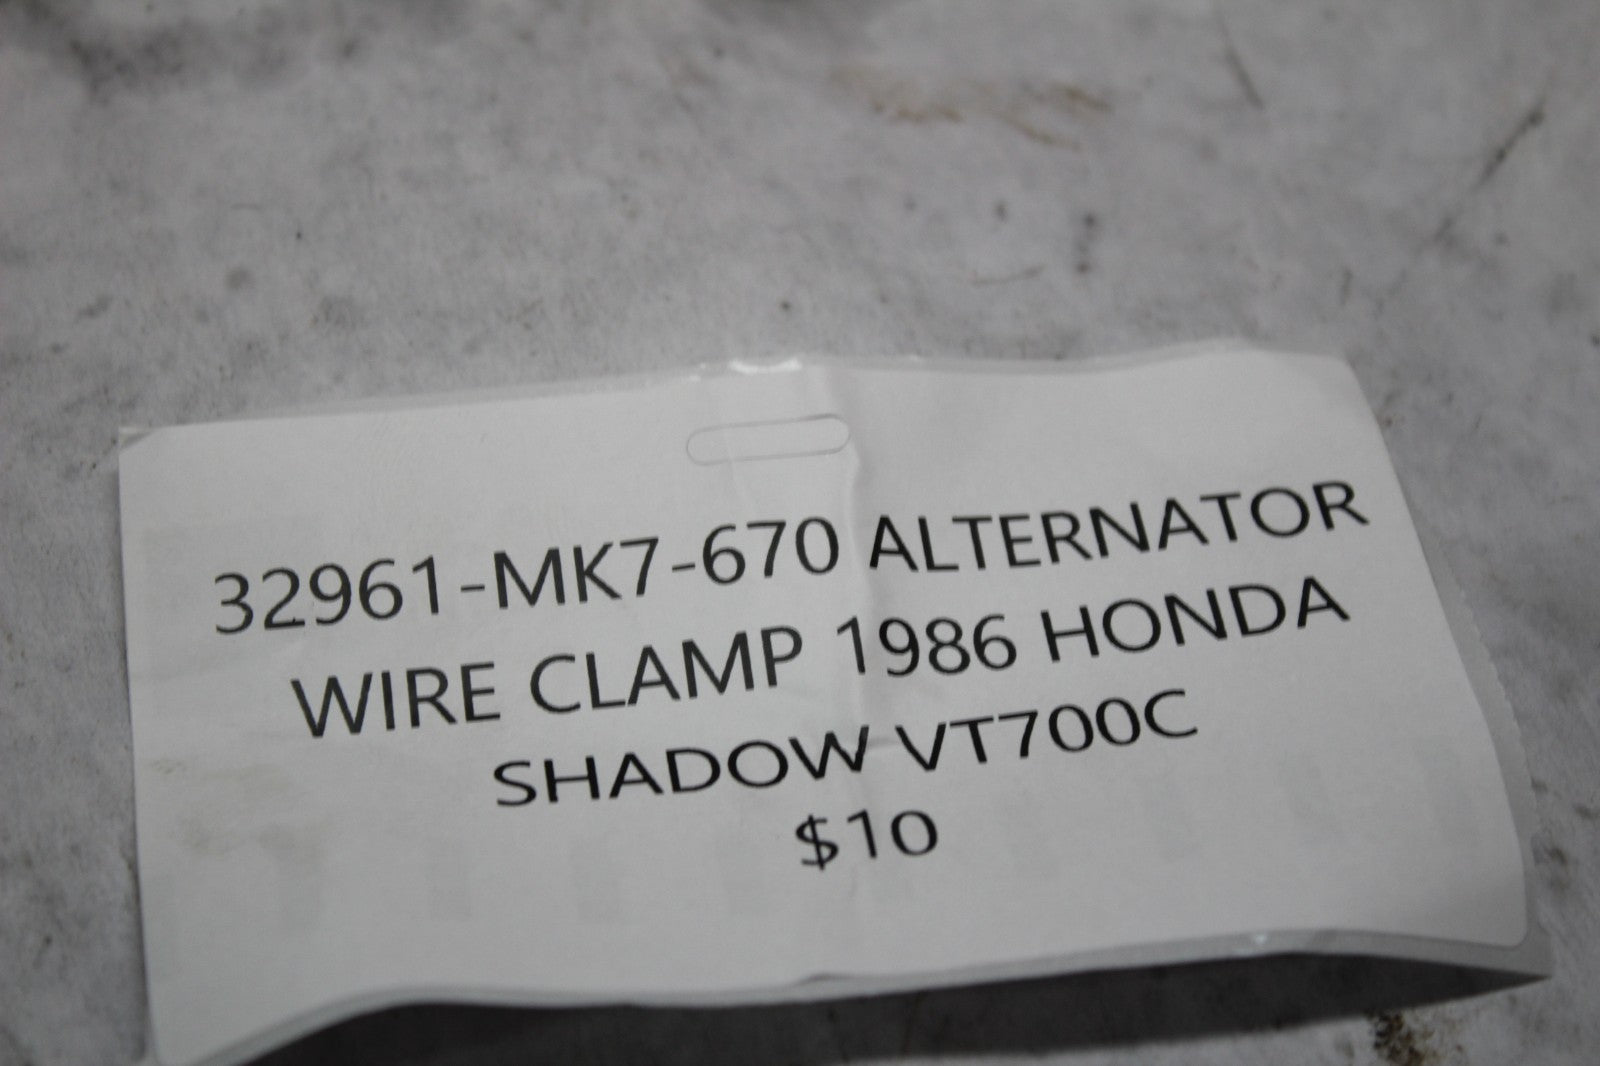 32961-MK7-670 ALTERNATOR
WIRE CLAMP 1986 HONDA
SHADOW VT700C
$10